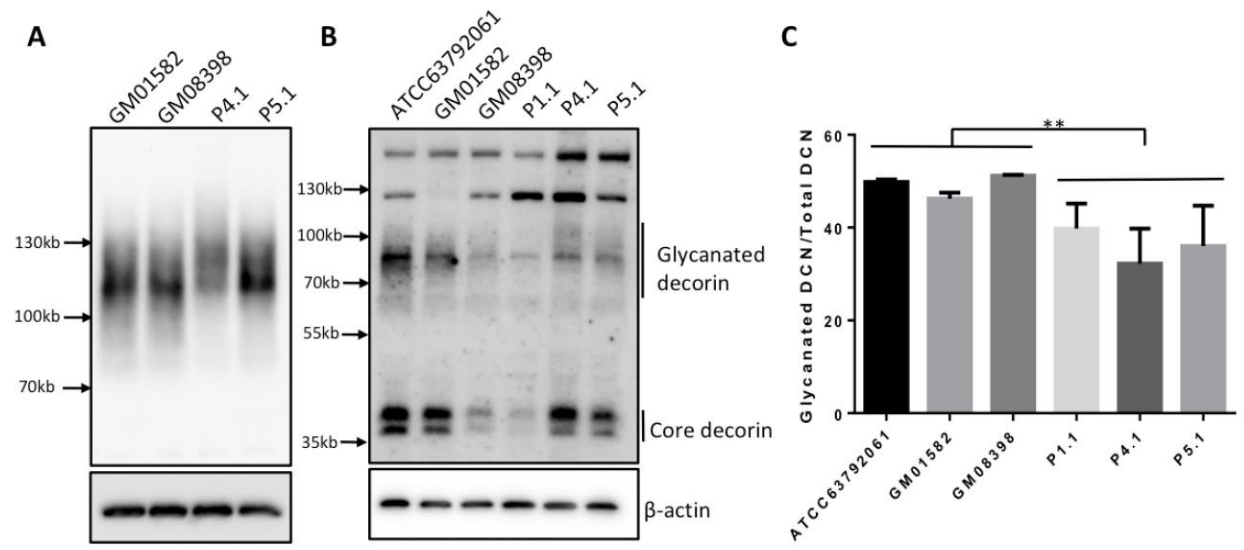 A
GM01582
GM08398
P4.1
P5.1
130kb
100kb
70kb
B
ATCC63792061
GM01582
GM08398
P1.1
P4.1
P5.1
130kb
100kb
70kb
55kb
35kb
Glycanated
decorin
Core decorin
β-actin
C
**
Glycanated DCN/Total DCN
60
40
20
0
ATCC63792061
GM01582
GM08398
P1.1
P4.1
P5.1